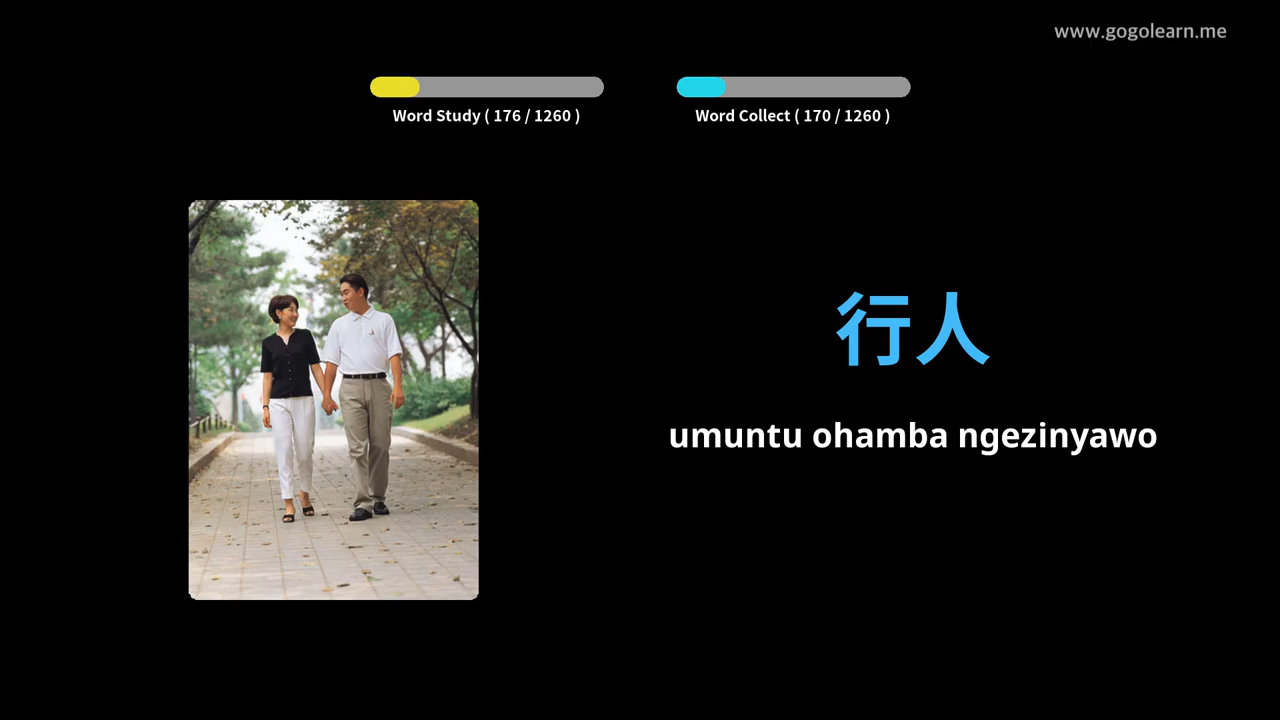 www.gogolearn.me
Word Study ( 176 / 1260 )
Word Collect ( 170 / 1260 )
行人
umuntu ohamba ngezinyawo